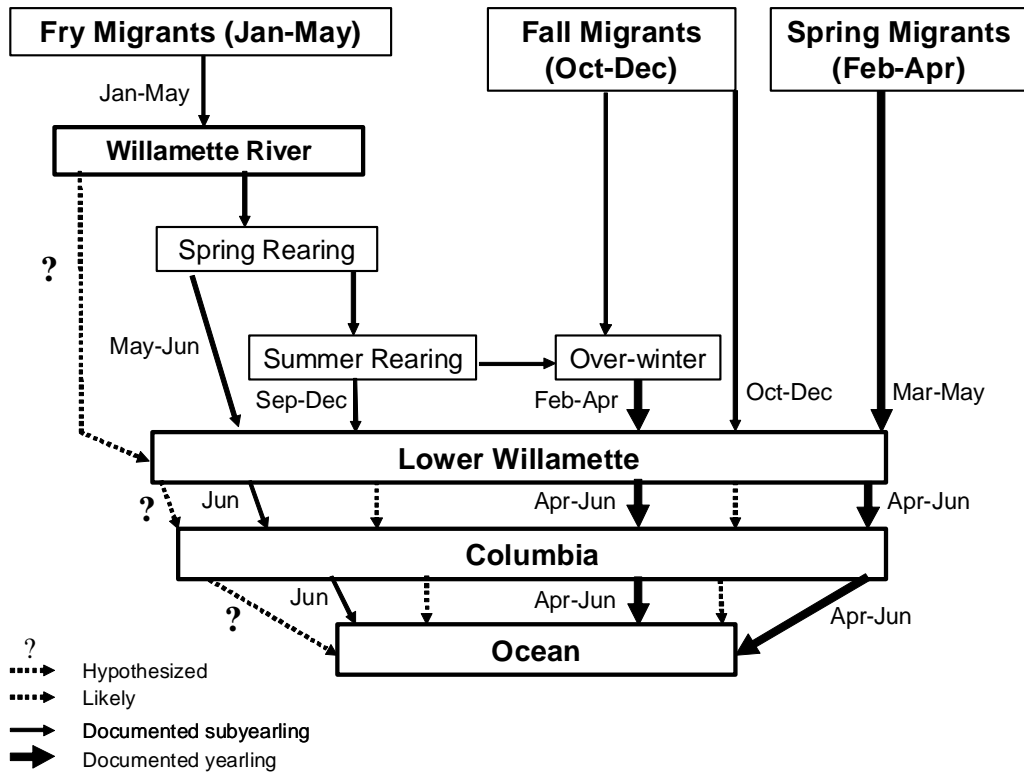 Fry Migrants (Jan-May)
Fall Migrants
(Oct-Dec)
Spring Migrants
(Feb-Apr)
Jan-May
Willamette River
?
Spring Rearing
May-Jun
Summer Rearing
Over-winter
Sep-Dec
Feb-Apr
Oct-Dec
Mar-May
Lower Willamette
?
Jun
Apr-Jun
Apr-Jun
Columbia
?
Jun
Apr-Jun
Apr-Jun
Ocean
?
Hypothesized
Likely
Documented subyearling
Documented yearling